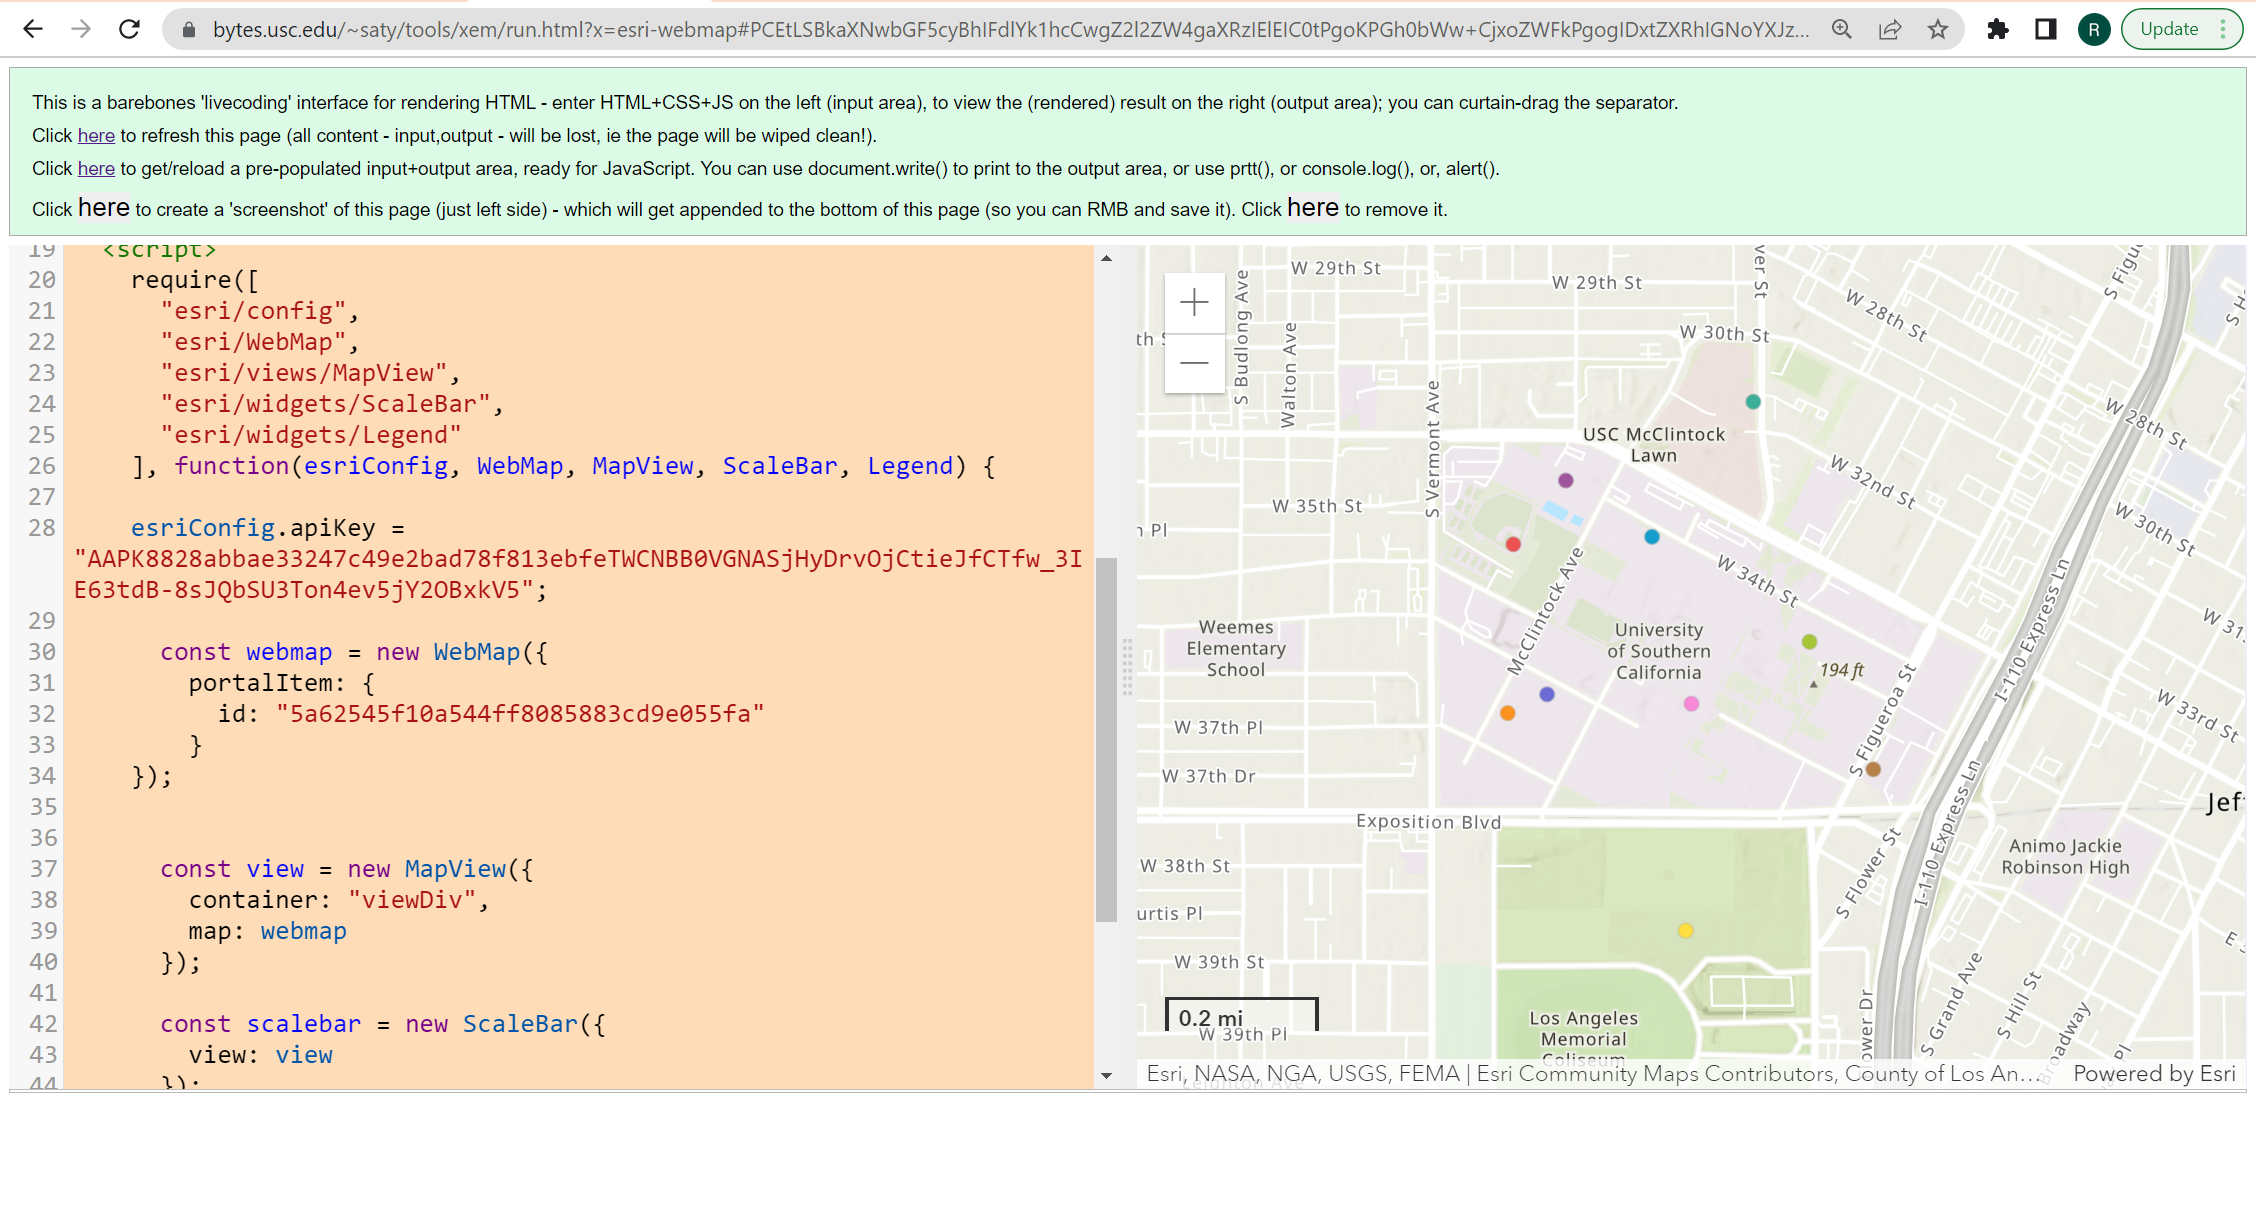 bytes.usc.edu/~saty/tools/xem/run.html?x=esri-webmap#PCEtLSBkaXNwbGF5cyBhIFdlYk1hcCwgZ2l2ZW4gaXRzIElEIC0tPgoKPGh0bWw+CjxoZWFkPgogIDxtZXRhIGNoYXJz...
R
Update
This is a barebones 'livecoding' interface for rendering HTML - enter HTML+CSS+JS on the left (input area), to view the (rendered) result on the right (output area); you can curtain-drag the separator.
Click here to refresh this page (all content - input,output - will be lost, ie the page will be wiped clean!).
Click here to get/reload a pre-populated input+output area, ready for JavaScript. You can use document.write() to print to the output area, or use prtt(), or console.log(), or, alert().
Click here to create a 'screenshot' of this page (just left side) - which will get appended to the bottom of this page (so you can RMB and save it). Click here to remove it.
19 <script>
20 require([
21 "esri/config",
22 "esri/WebMap",
23 "esri/views/MapView",
24 "esri/widgets/ScaleBar",
25 "esri/widgets/Legend"
26 ], function(esriConfig, WebMap, MapView, ScaleBar, Legend) {
27
28 esriConfig.apiKey =
"AAPK8828abbae33247c49e2bad78f813ebfeTWCNBB0VGNASjHyDrvOjCtieJfCTfw_3I
E63tdB-8sJQbSU3Ton4ev5jY2OBxkV5";
29
30 const webmap = new WebMap({
31 portalItem: {
32 id: "5a62545f10a544ff8085883cd9e055fa"
33 }
34 });
35
36
37 const view = new MapView({
38 container: "viewDiv",
39 map: webmap
40 });
41
42 const scalebar = new ScaleBar({
43 view: view
44 });
W 29th St
W 29th St
W 28th St
W 30th St
S Budlong Ave
Walton Ave
S Vermont Ave
USC McClintock
Lawn
W 28th St
W 32nd St
W 35th St
W 30th St
W 34th St
McClintock Ave
Weemes
Elementary
School
University
of Southern
California
194 ft
I-110 Express Ln
W 31
W 33rd St
S Figueroa St
W 37th Pl
W 37th Dr
Exposition Blvd
I-110 Express Ln
S Flower St
Jef
Animo Jackie
Robinson High
W 38th St
urtis Pl
W 39th St
S Grand Ave
S Hill St
oadway
ower Dr
0.2 mi
W 39th Pl
Los Angeles
Memorial
Coliseum
Esri, NASA, NGA, USGS, FEMA | Esri Community Maps Contributors, County of Los An...
Powered by Esri